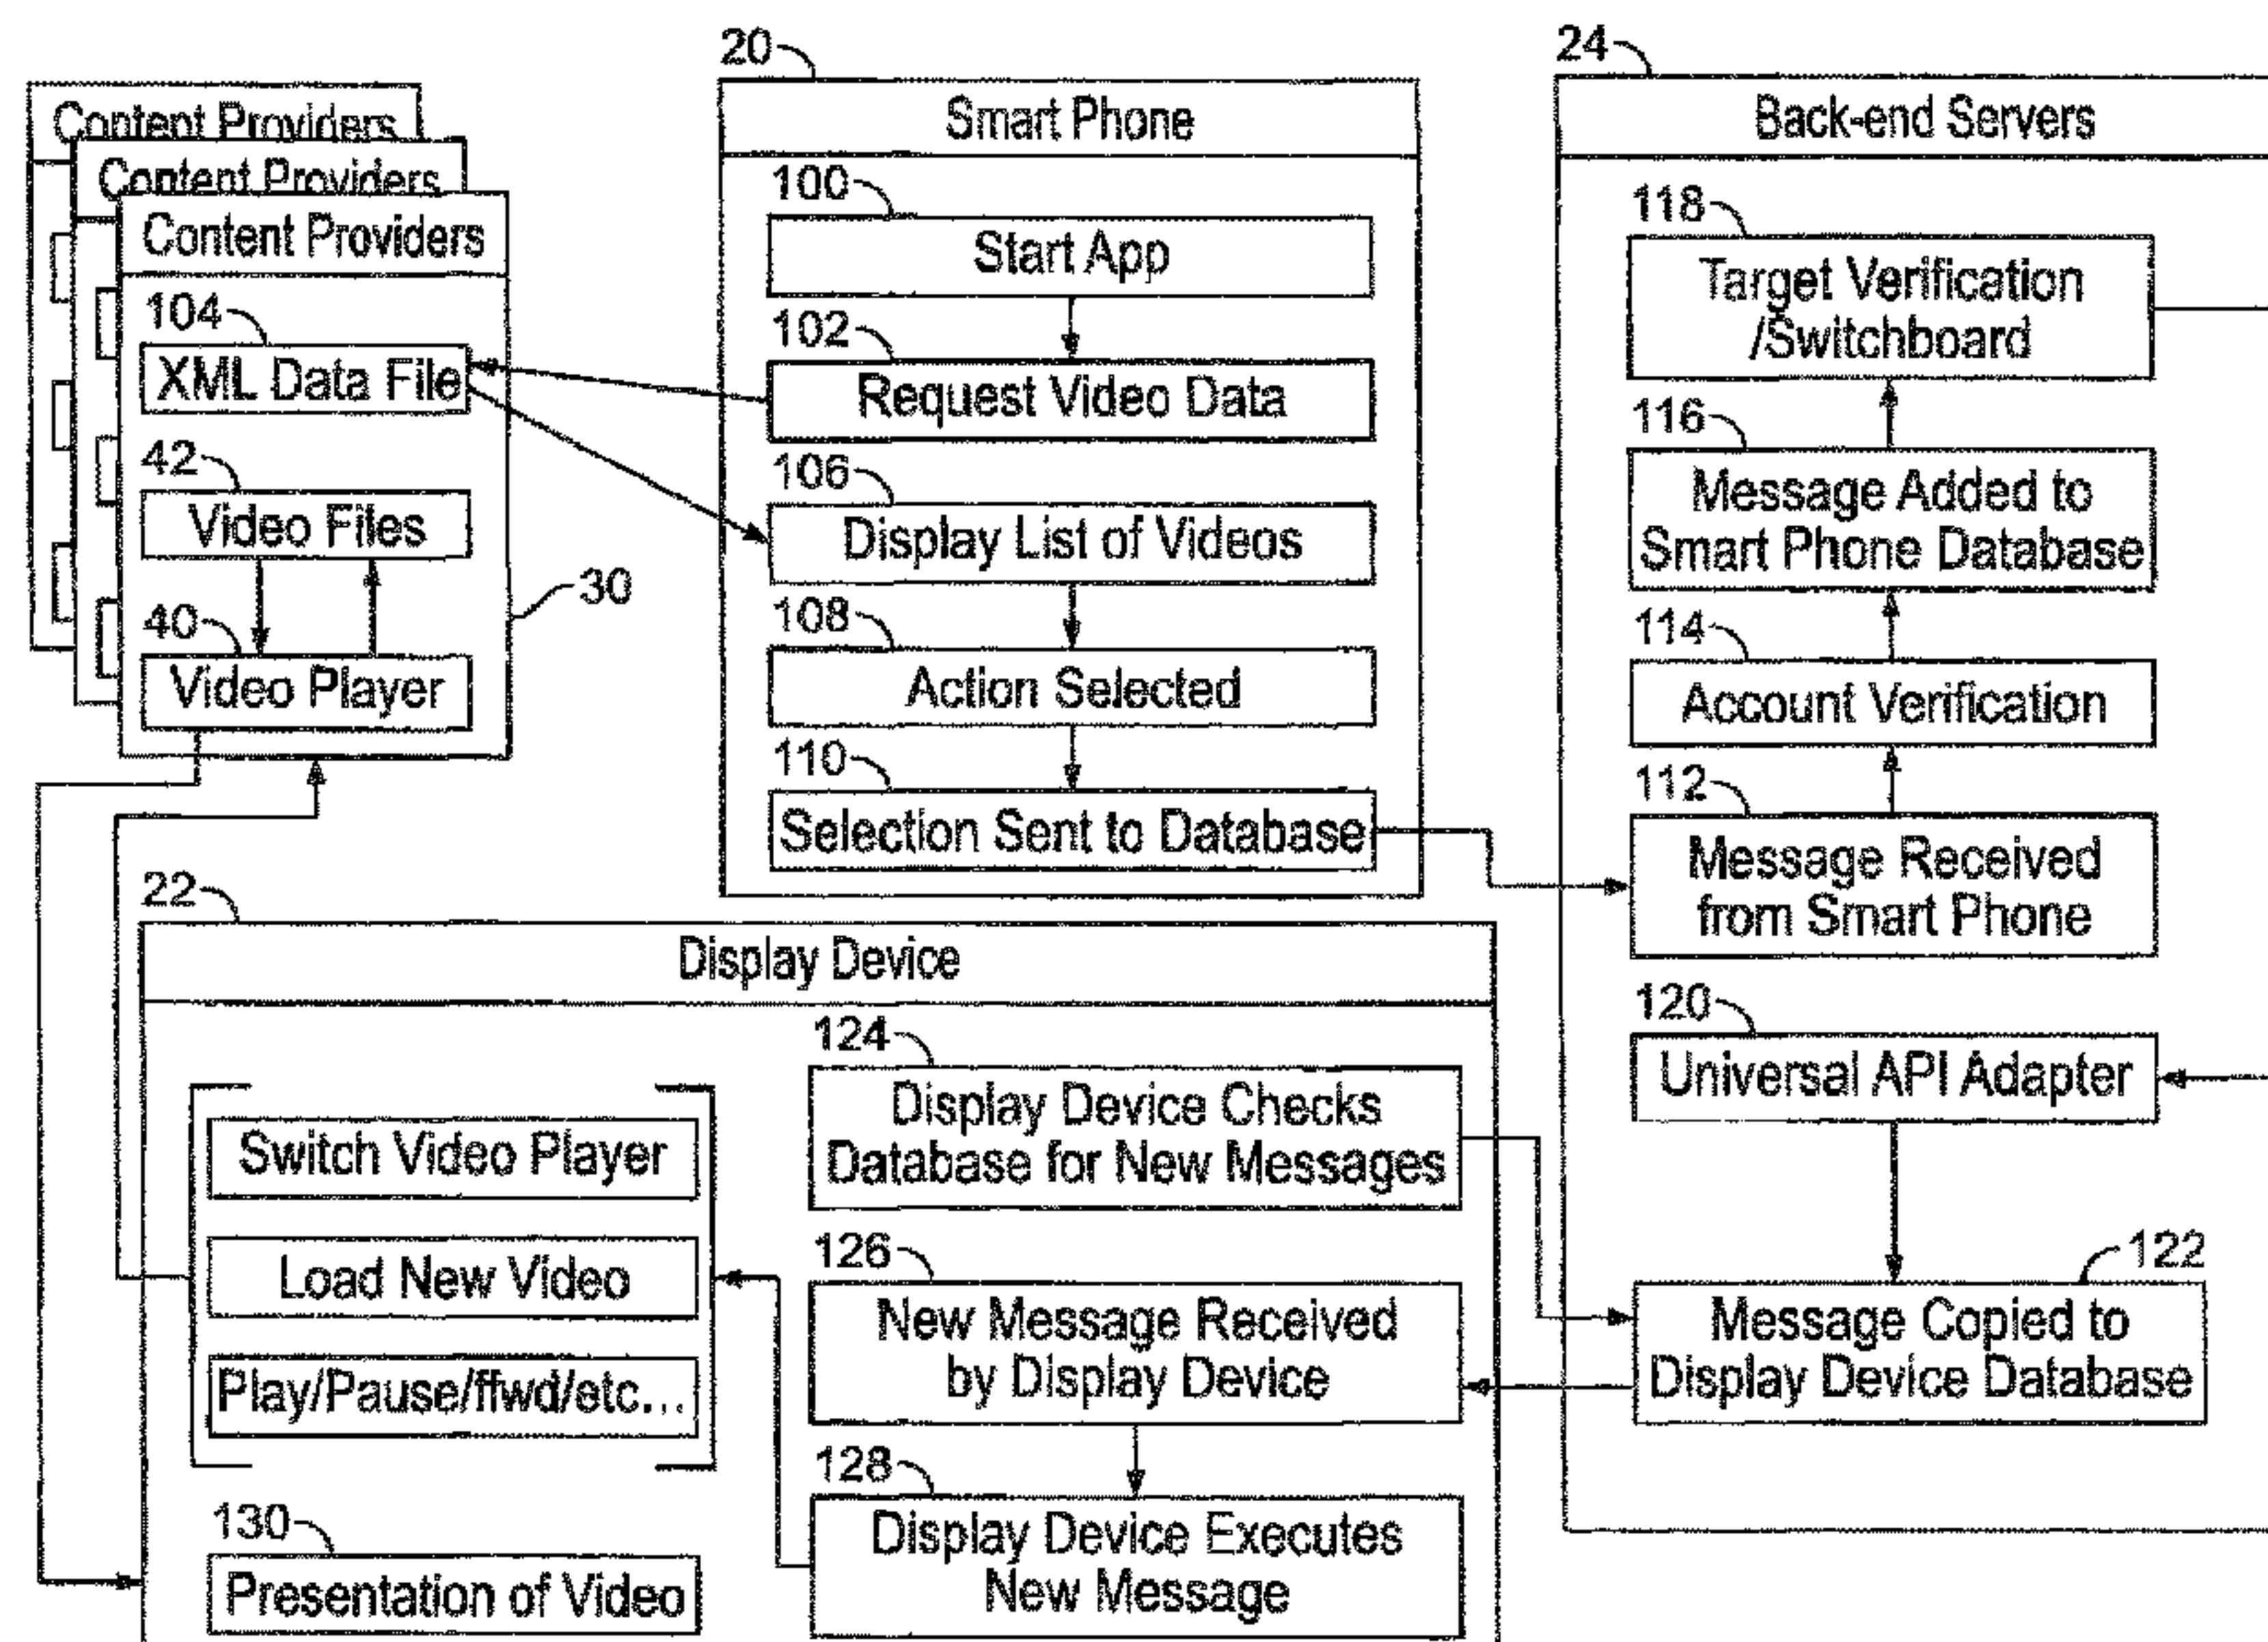 Content Providers
Content Providers
Content Providers
104
XML Data File
42
Video Files
40
Video Player
30
20
Smart Phone
100
Start App
102
Request Video Data
106
Display List of Videos
108
Action Selected
110
Selection Sent to Database
24
Back-end Servers
118
Target Verification
/Switchboard
116
Message Added to
Smart Phone Database
114
Account Verification
112
Message Received
from Smart Phone
120
Universal API Adapter
122
Message Copied to
Display Device Database
22
Display Device
124
Display Device Checks
Database for New Messages
126
New Message Received
by Display Device
128
Display Device Executes
New Message
Switch Video Player
Load New Video
Play/Pause/ffwd/etc...
130
Presentation of Video